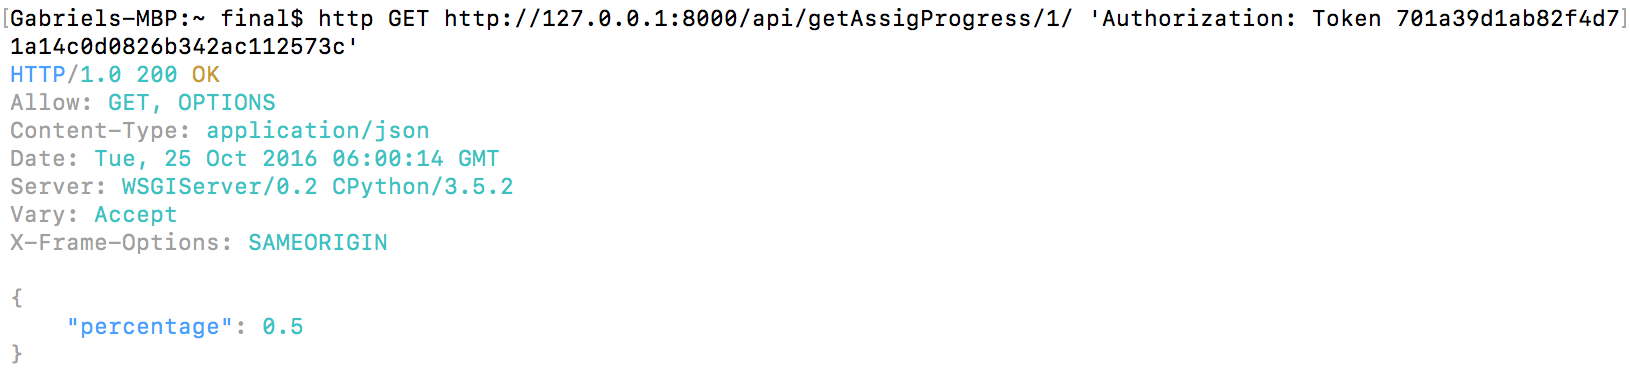 [Gabriels-MBP:~ final$ http GET http://127.0.0.1:8000/api/getAssigProgress/1/ 'Authorization: Token 701a39d1ab82f4d7]
1a14c0d0826b342ac112573c'
HTTP/1.0 200 OK
Allow: GET, OPTIONS
Content-Type: application/json
Date: Tue, 25 Oct 2016 06:00:14 GMT
Server: WSGIServer/0.2 CPython/3.5.2
Vary: Accept
X-Frame-Options: SAMEORIGIN

{
    "percentage": 0.5
}